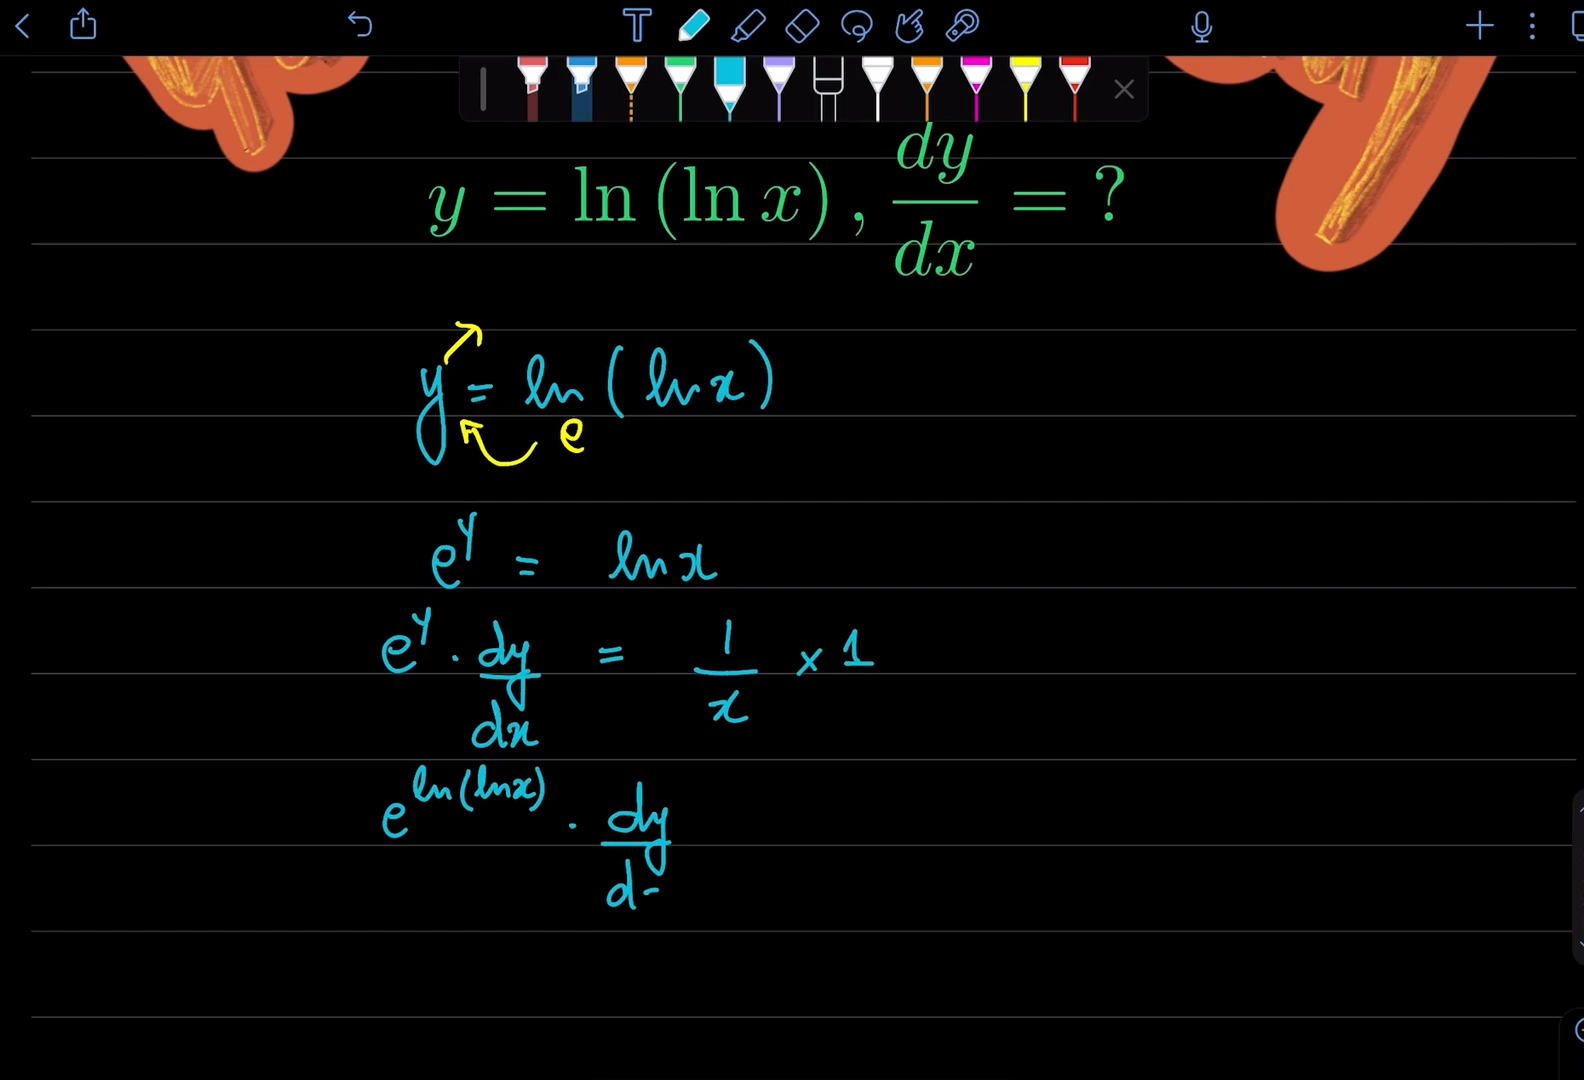 y = ln (ln x), dy/dx = ?
y = ln (ln x)
e
e^y = ln x
e^y · dy/dx = 1/x × 1
e^ln(ln x) · dy/d